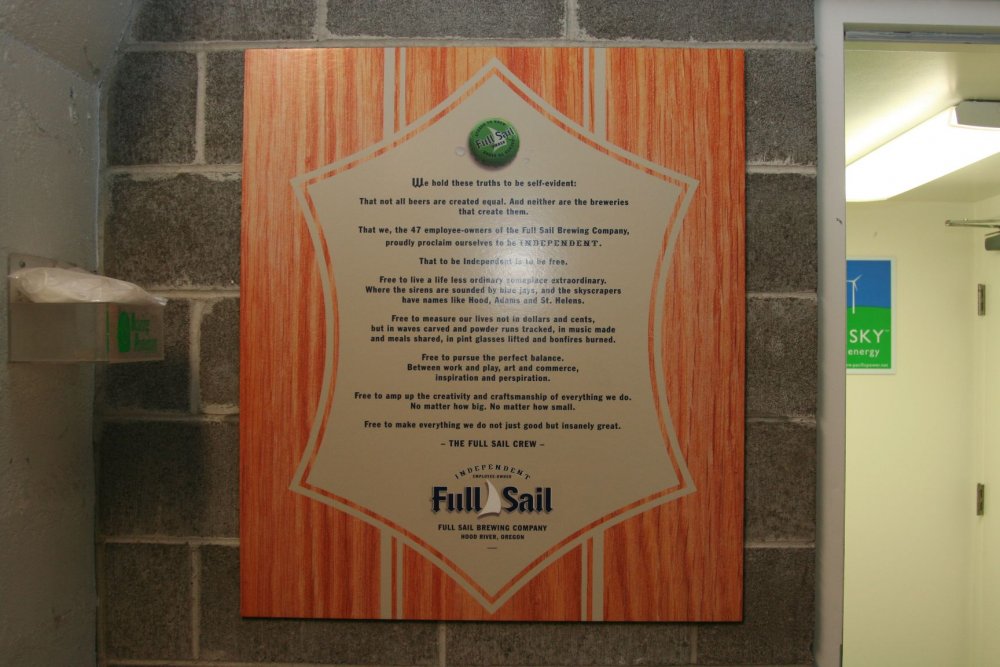 Full Sail
We hold these truths to be self-evident:
That not all beers are created equal. And neither are the breweries
that create them.
That we, the 47 employee-owners of the Full Sail Brewing Company,
proudly proclaim ourselves to be INDEPENDENT.
That to be Independent is to be free.
Free to live a life less ordinary someplace extraordinary.
Where the sirens are sounded by blue jays, and the skyscrapers
have names like Hood, Adams and St. Helens.
Free to measure our lives not in dollars and cents,
but in waves carved and powder runs tracked, in music made
and meals shared, in pint glasses lifted and bonfires burned.
Free to pursue the perfect balance.
Between work and play, art and commerce,
inspiration and perspiration.
Free to amp up the creativity and craftsmanship of everything we do.
No matter how big. No matter how small.
Free to make everything we do not just good but insanely great.
– THE FULL SAIL CREW –
INDEPENDENT
EMPLOYEE-OWNED
Full Sail
FULL SAIL BREWING COMPANY
HOOD RIVER, OREGON
SKY
energy